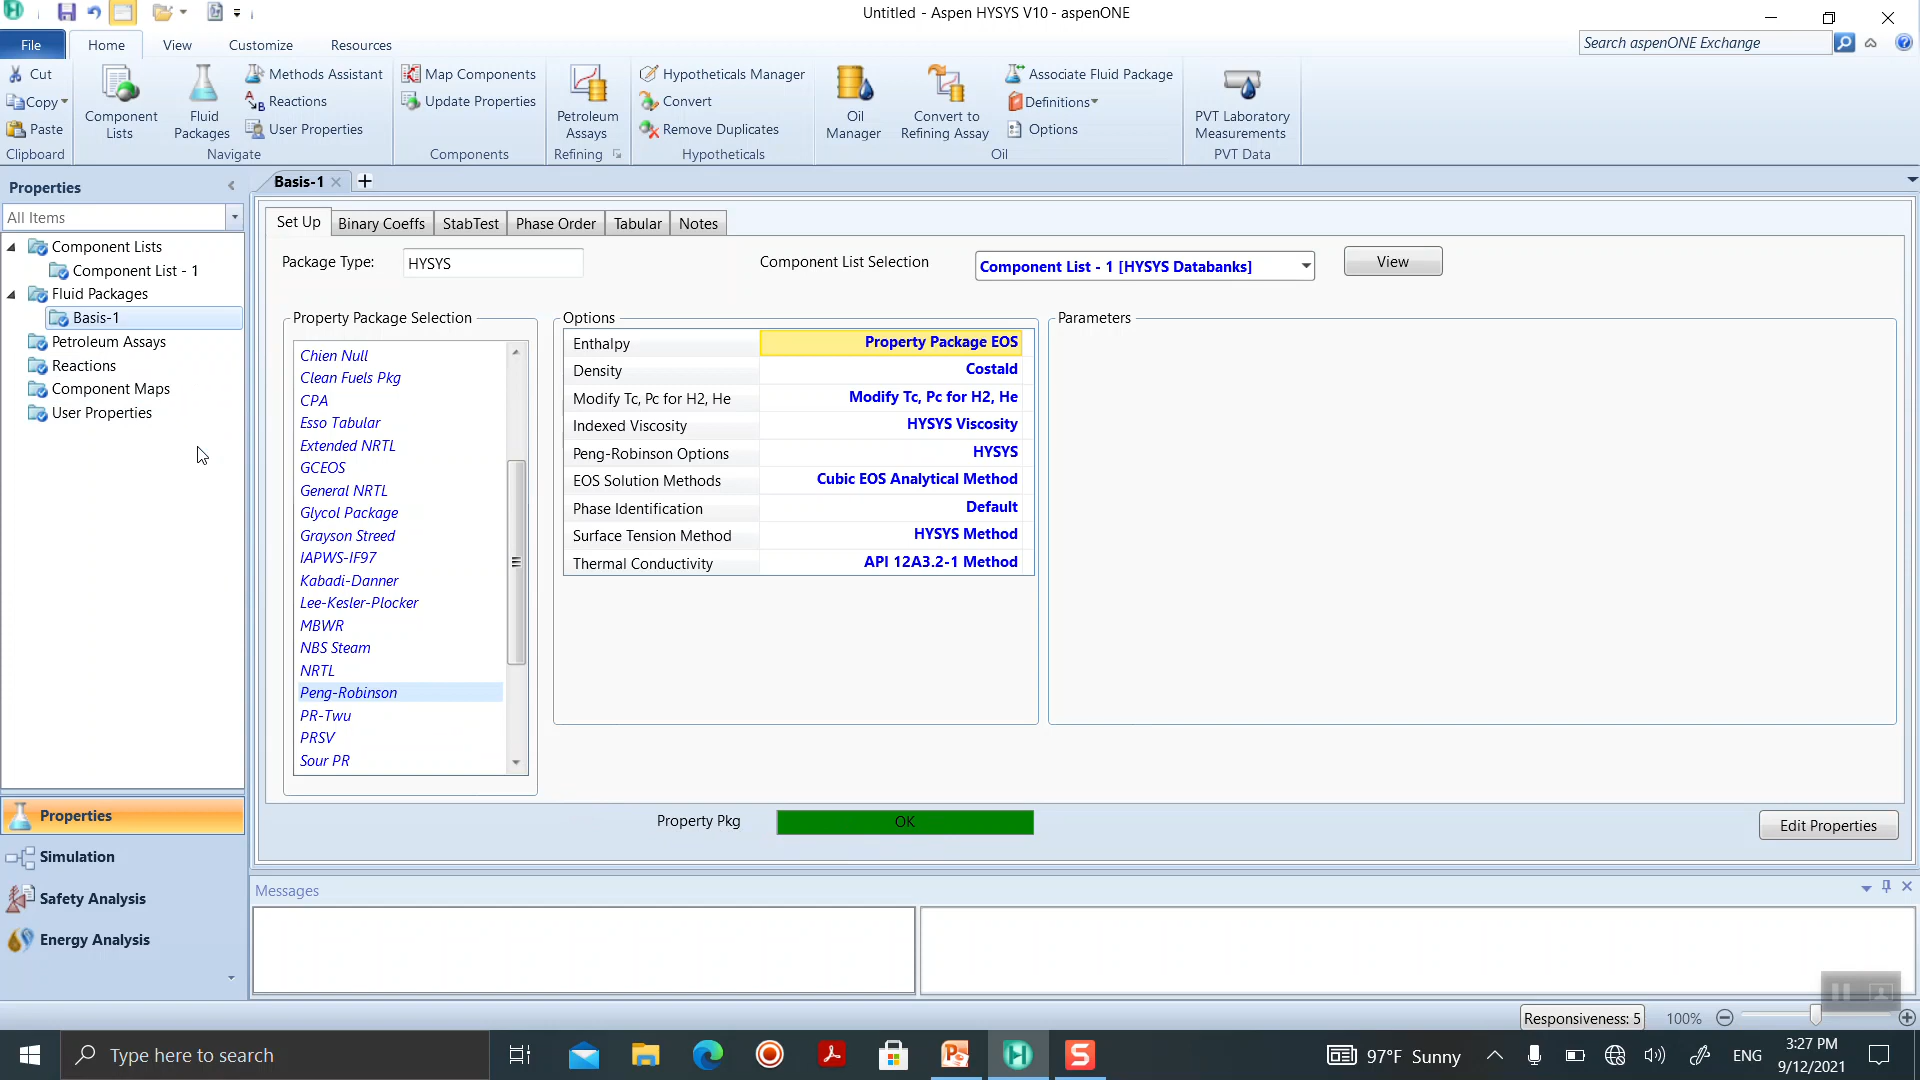 Untitled - Aspen HYSYS V10 - aspenONE
File Home View Customize Resources
Search aspenONE Exchange
Cut
Copy
Paste
Clipboard
Component Lists
Fluid Packages
Methods Assistant
Reactions
User Properties
Navigate
Map Components
Update Properties
Components
Petroleum Assays
Refining
Hypotheticals Manager
Convert
Remove Duplicates
Hypotheticals
Oil Manager
Convert to Refining Assay
Associate Fluid Package
Definitions
Options
Oil
PVT Laboratory Measurements
PVT Data
Properties
All Items
Component Lists
Component List - 1
Fluid Packages
Basis-1
Petroleum Assays
Reactions
Component Maps
User Properties
Properties
Simulation
Safety Analysis
Energy Analysis
Basis-1
Set Up Binary Coeffs StabTest Phase Order Tabular Notes
Package Type: HYSYS
Component List Selection Component List - 1 [HYSYS Databanks] View
Property Package Selection
Chien Null
Clean Fuels Pkg
CPA
Esso Tabular
Extended NRTL
GCEOS
General NRTL
Glycol Package
Grayson Streed
IAPWS-IF97
Kabadi-Danner
Lee-Kesler-Plocker
MBWR
NBS Steam
NRTL
Peng-Robinson
PR-Twu
PRSV
Sour PR
Options
Enthalpy Property Package EOS
Density Costald
Modify Tc, Pc for H2, He Modify Tc, Pc for H2, He
Indexed Viscosity HYSYS Viscosity
Peng-Robinson Options HYSYS
EOS Solution Methods Cubic EOS Analytical Method
Phase Identification Default
Surface Tension Method HYSYS Method
Thermal Conductivity API 12A3.2-1 Method
Parameters
Property Pkg OK
Edit Properties
Messages
Responsiveness: 5 100%
Type here to search
97°F Sunny
ENG
3:27 PM
9/12/2021